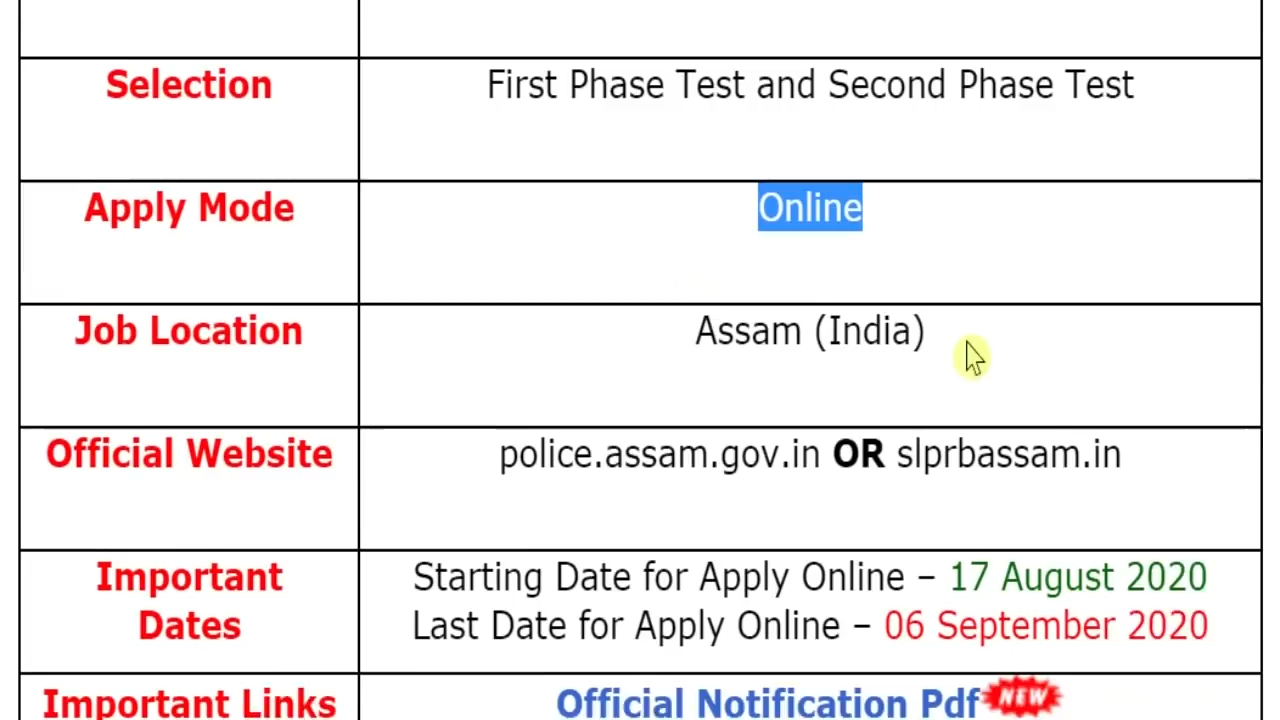 Selection
First Phase Test and Second Phase Test
Apply Mode
Online
Job Location
Assam (India)
Official Website
police.assam.gov.in OR slprbassam.in
Important
Dates
Starting Date for Apply Online – 17 August 2020
Last Date for Apply Online – 06 September 2020
Important Links
Official Notification Pdf NEW